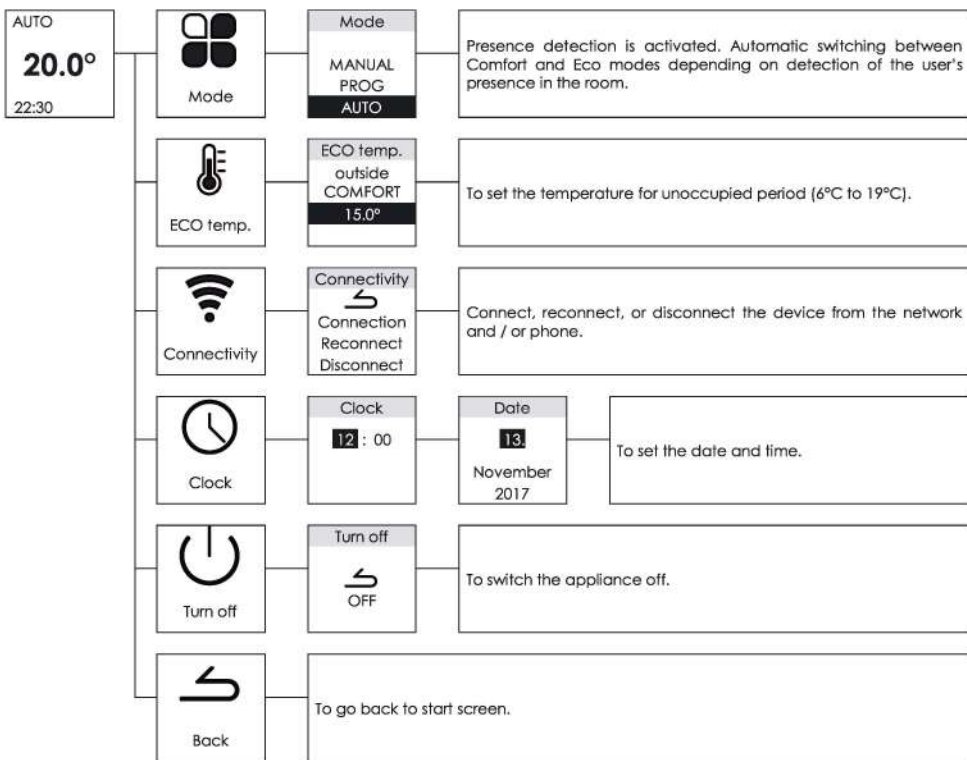 AUTO
20.0°
22:30
Mode
Mode
MANUAL
PROG
AUTO
Presence detection is activated. Automatic switching between
Comfort and Eco modes depending on detection of the user's
presence in the room.
ECO temp.
ECO temp.
outside
COMFORT
15.0°
To set the temperature for unoccupied period (6°C to 19°C).
Connectivity
Connectivity
Connection
Reconnect
Disconnect
Connect, reconnect, or disconnect the device from the network
and / or phone.
Clock
Clock
12 : 00
Date
13.
November
2017
To set the date and time.
Turn off
Turn off
OFF
To switch the appliance off.
Back
To go back to start screen.